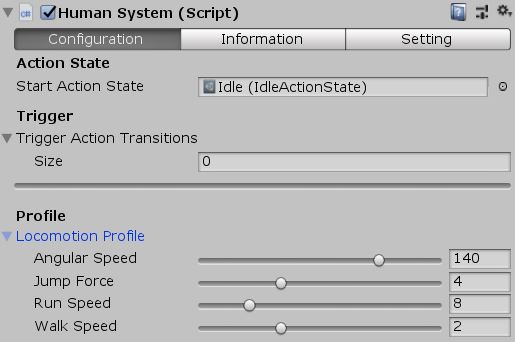 Human System (Script)
Configuration Information Setting
Action State
Start Action State Idle (IdleActionState)
Trigger
Trigger Action Transitions
Size 0
Profile
Locomotion Profile
Angular Speed 140
Jump Force 4
Run Speed 8
Walk Speed 2